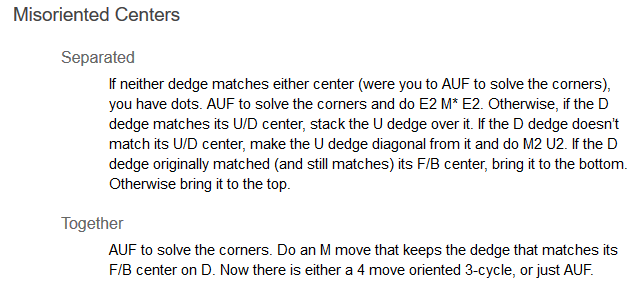 Misoriented Centers
Separated
If neither dedge matches either center (were you to AUF to solve the corners),
you have dots. AUF to solve the corners and do E2 M* E2. Otherwise, if the D
dedge matches its U/D center, stack the U dedge over it. If the D dedge doesn't
match its U/D center, make the U dedge diagonal from it and do M2 U2. If the D
dedge originally matched (and still matches) its F/B center, bring it to the bottom.
Otherwise bring it to the top.
Together
AUF to solve the corners. Do an M move that keeps the dedge that matches its
F/B center on D. Now there is either a 4 move oriented 3-cycle, or just AUF.